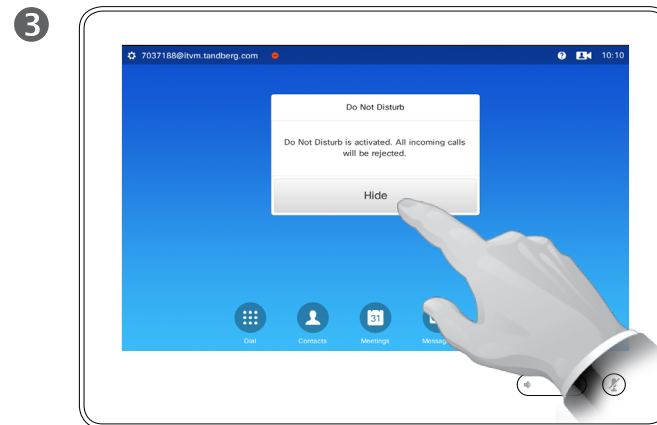 3
7037188@itvm.tandberg.com
10:10
Do Not Disturb
Do Not Disturb is activated. All incoming calls
will be rejected.
Hide
31
Dial
Contacts
Meetings